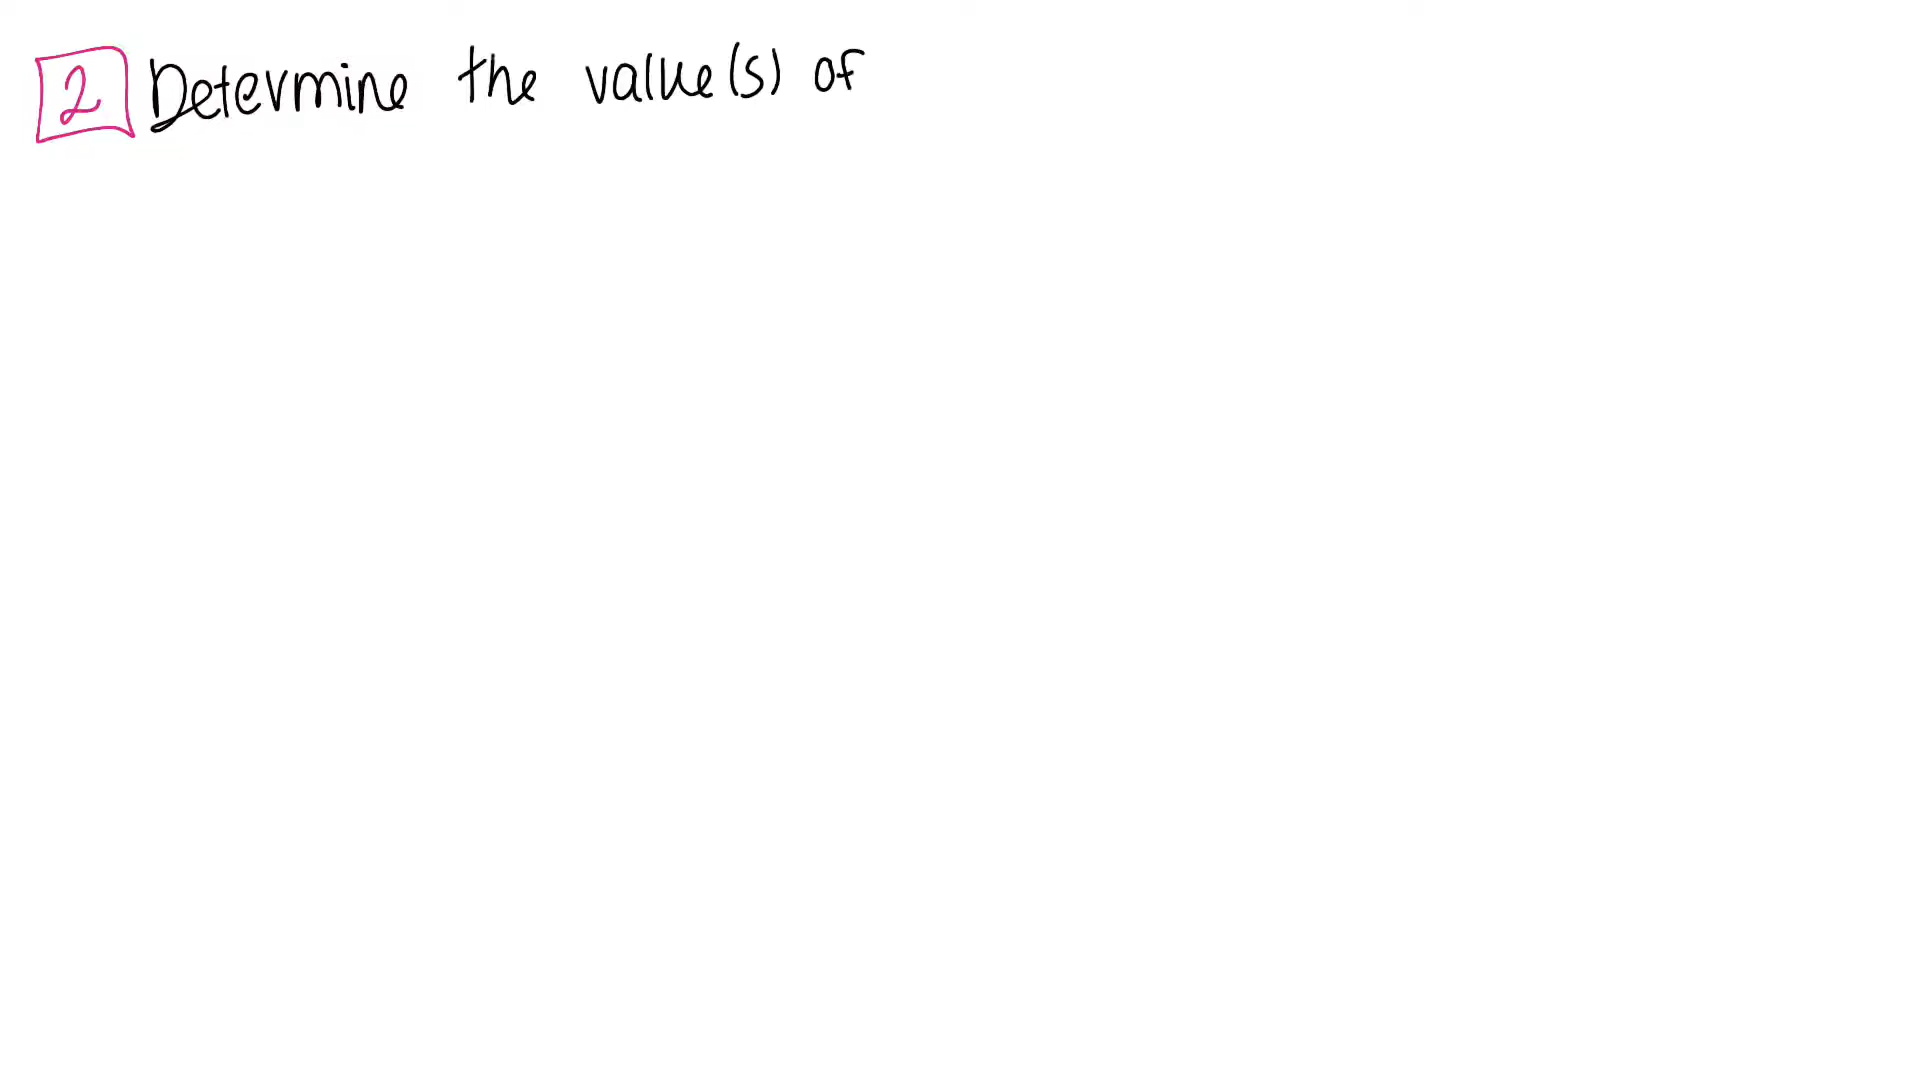 2 Determine the value(s) of